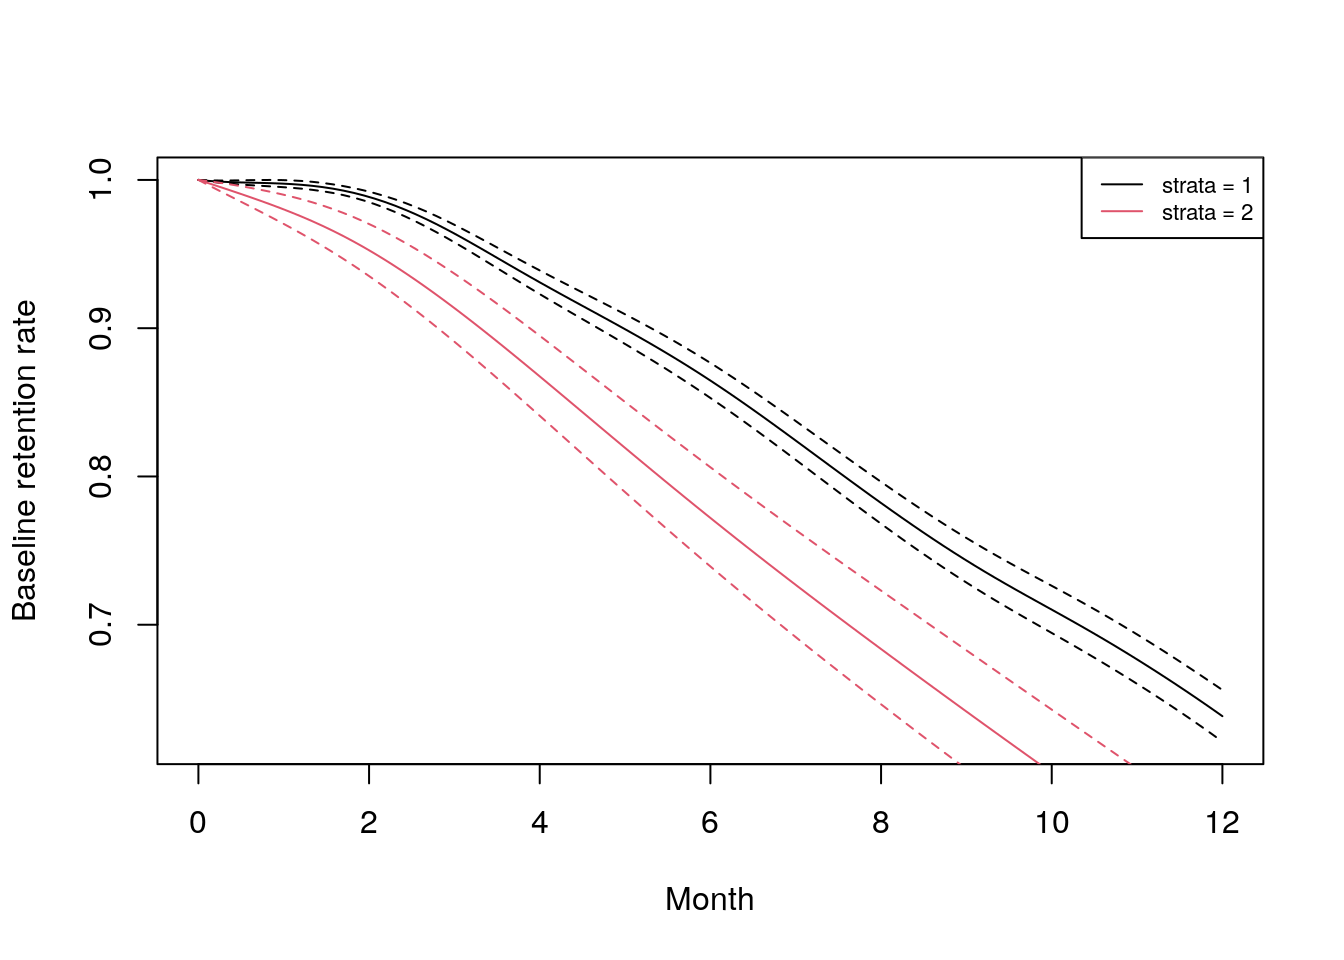 strata = 1
strata = 2
Baseline retention rate
1.0
0.9
0.8
0.7
0 2 4 6 8 10 12
Month